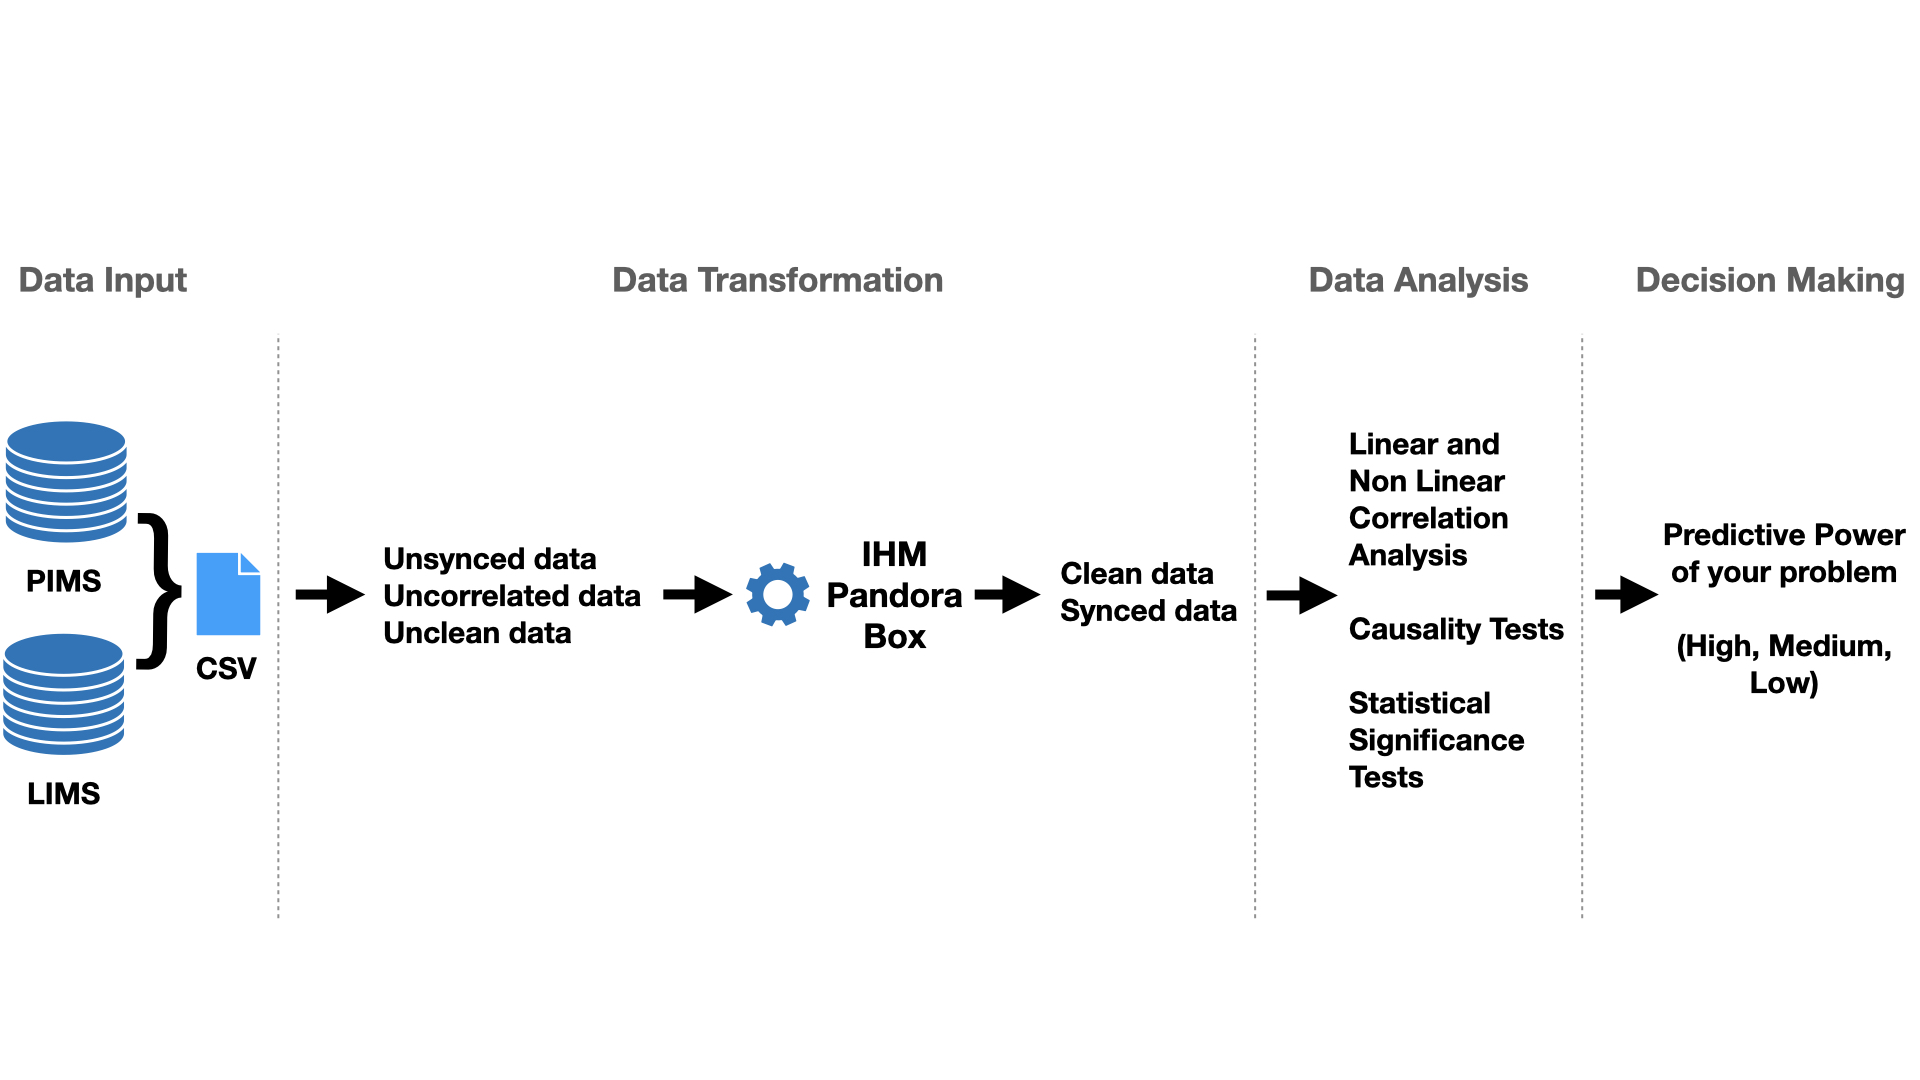 Data Input
Data Transformation
Data Analysis
Decision Making
PIMS
LIMS
CSV
Unsynced data
Uncorrelated data
Unclean data
IHM
Pandora
Box
Clean data
Synced data
Linear and
Non Linear
Correlation
Analysis
Causality Tests
Statistical
Significance
Tests
Predictive Power
of your problem
(High, Medium,
Low)